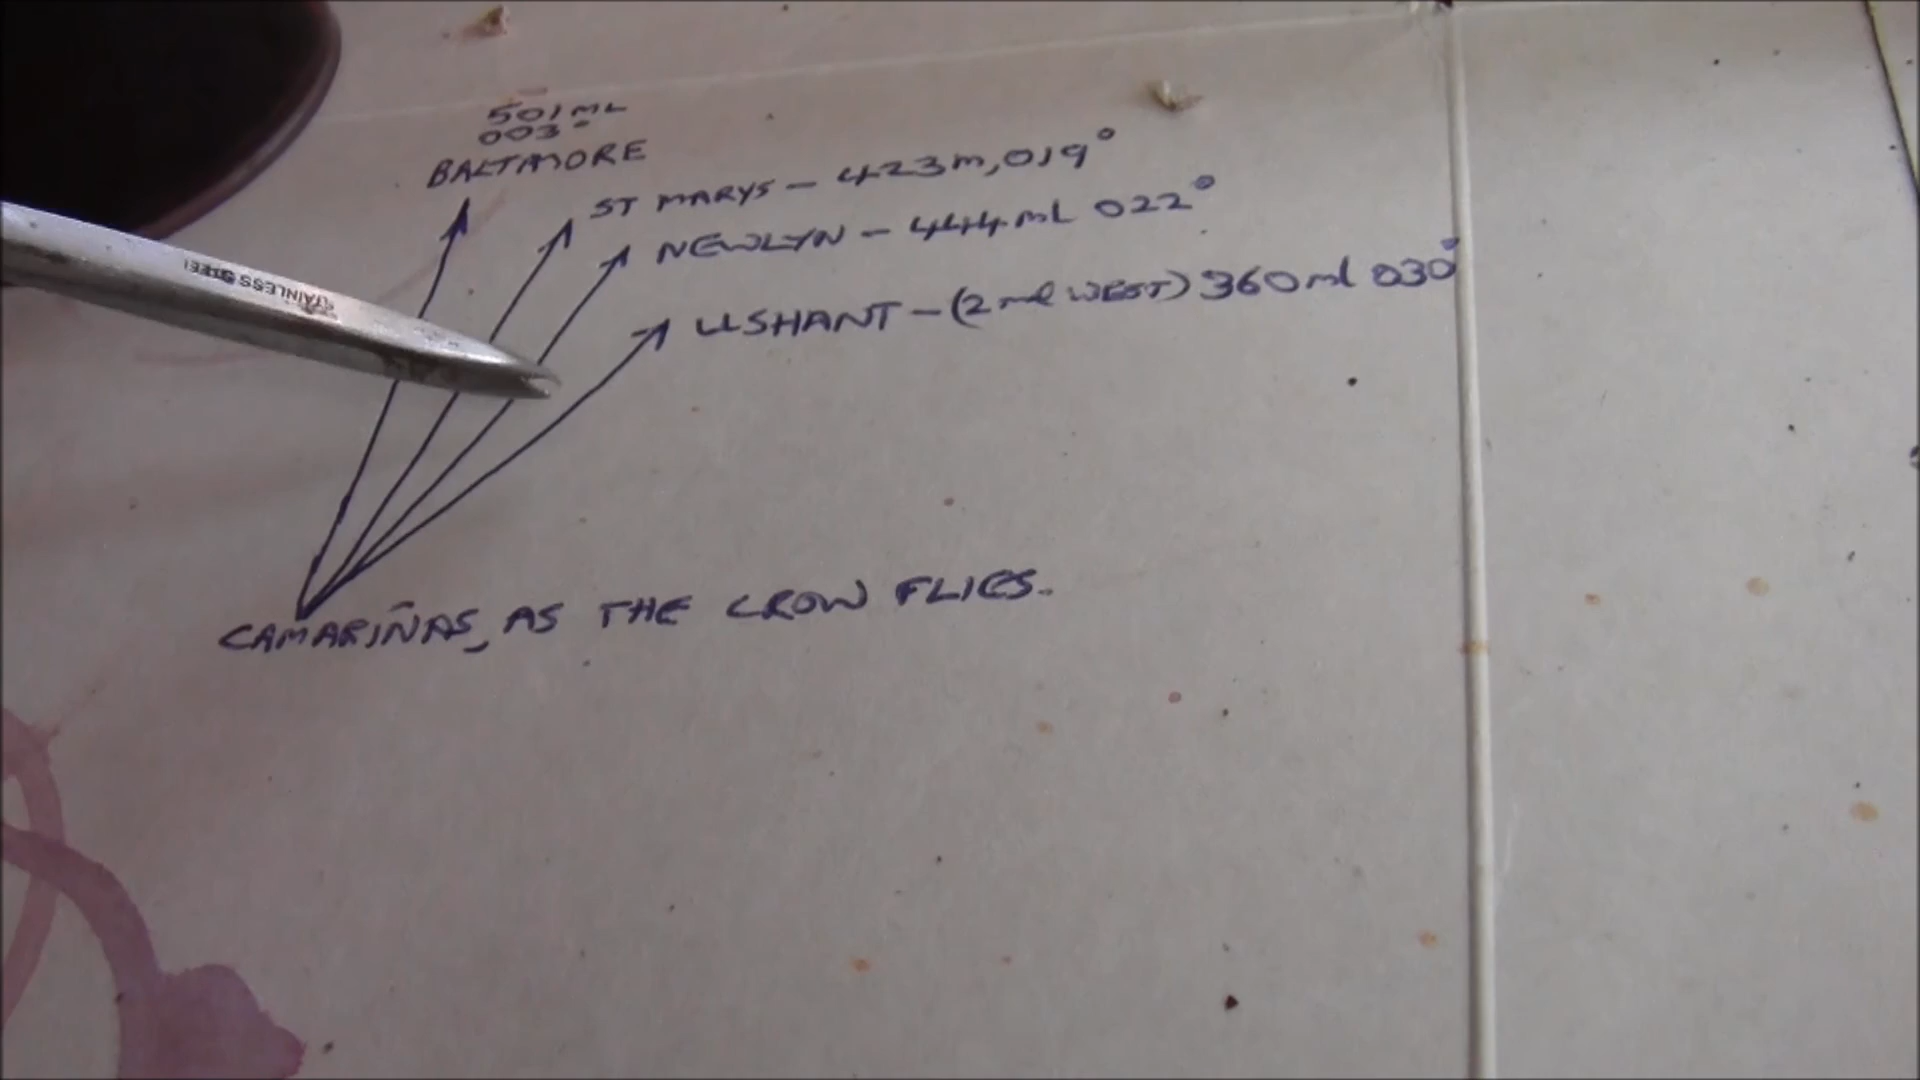 501 ML
003°
BALTAMORE
ST MARYS - 423m, 019°
NEWLYN - 444 ML 022°
USHANT - (2 ml WEST) 360 ml 030°
STAINLESS STEEL
CAMARIÑAS, AS THE CROW FLIES.